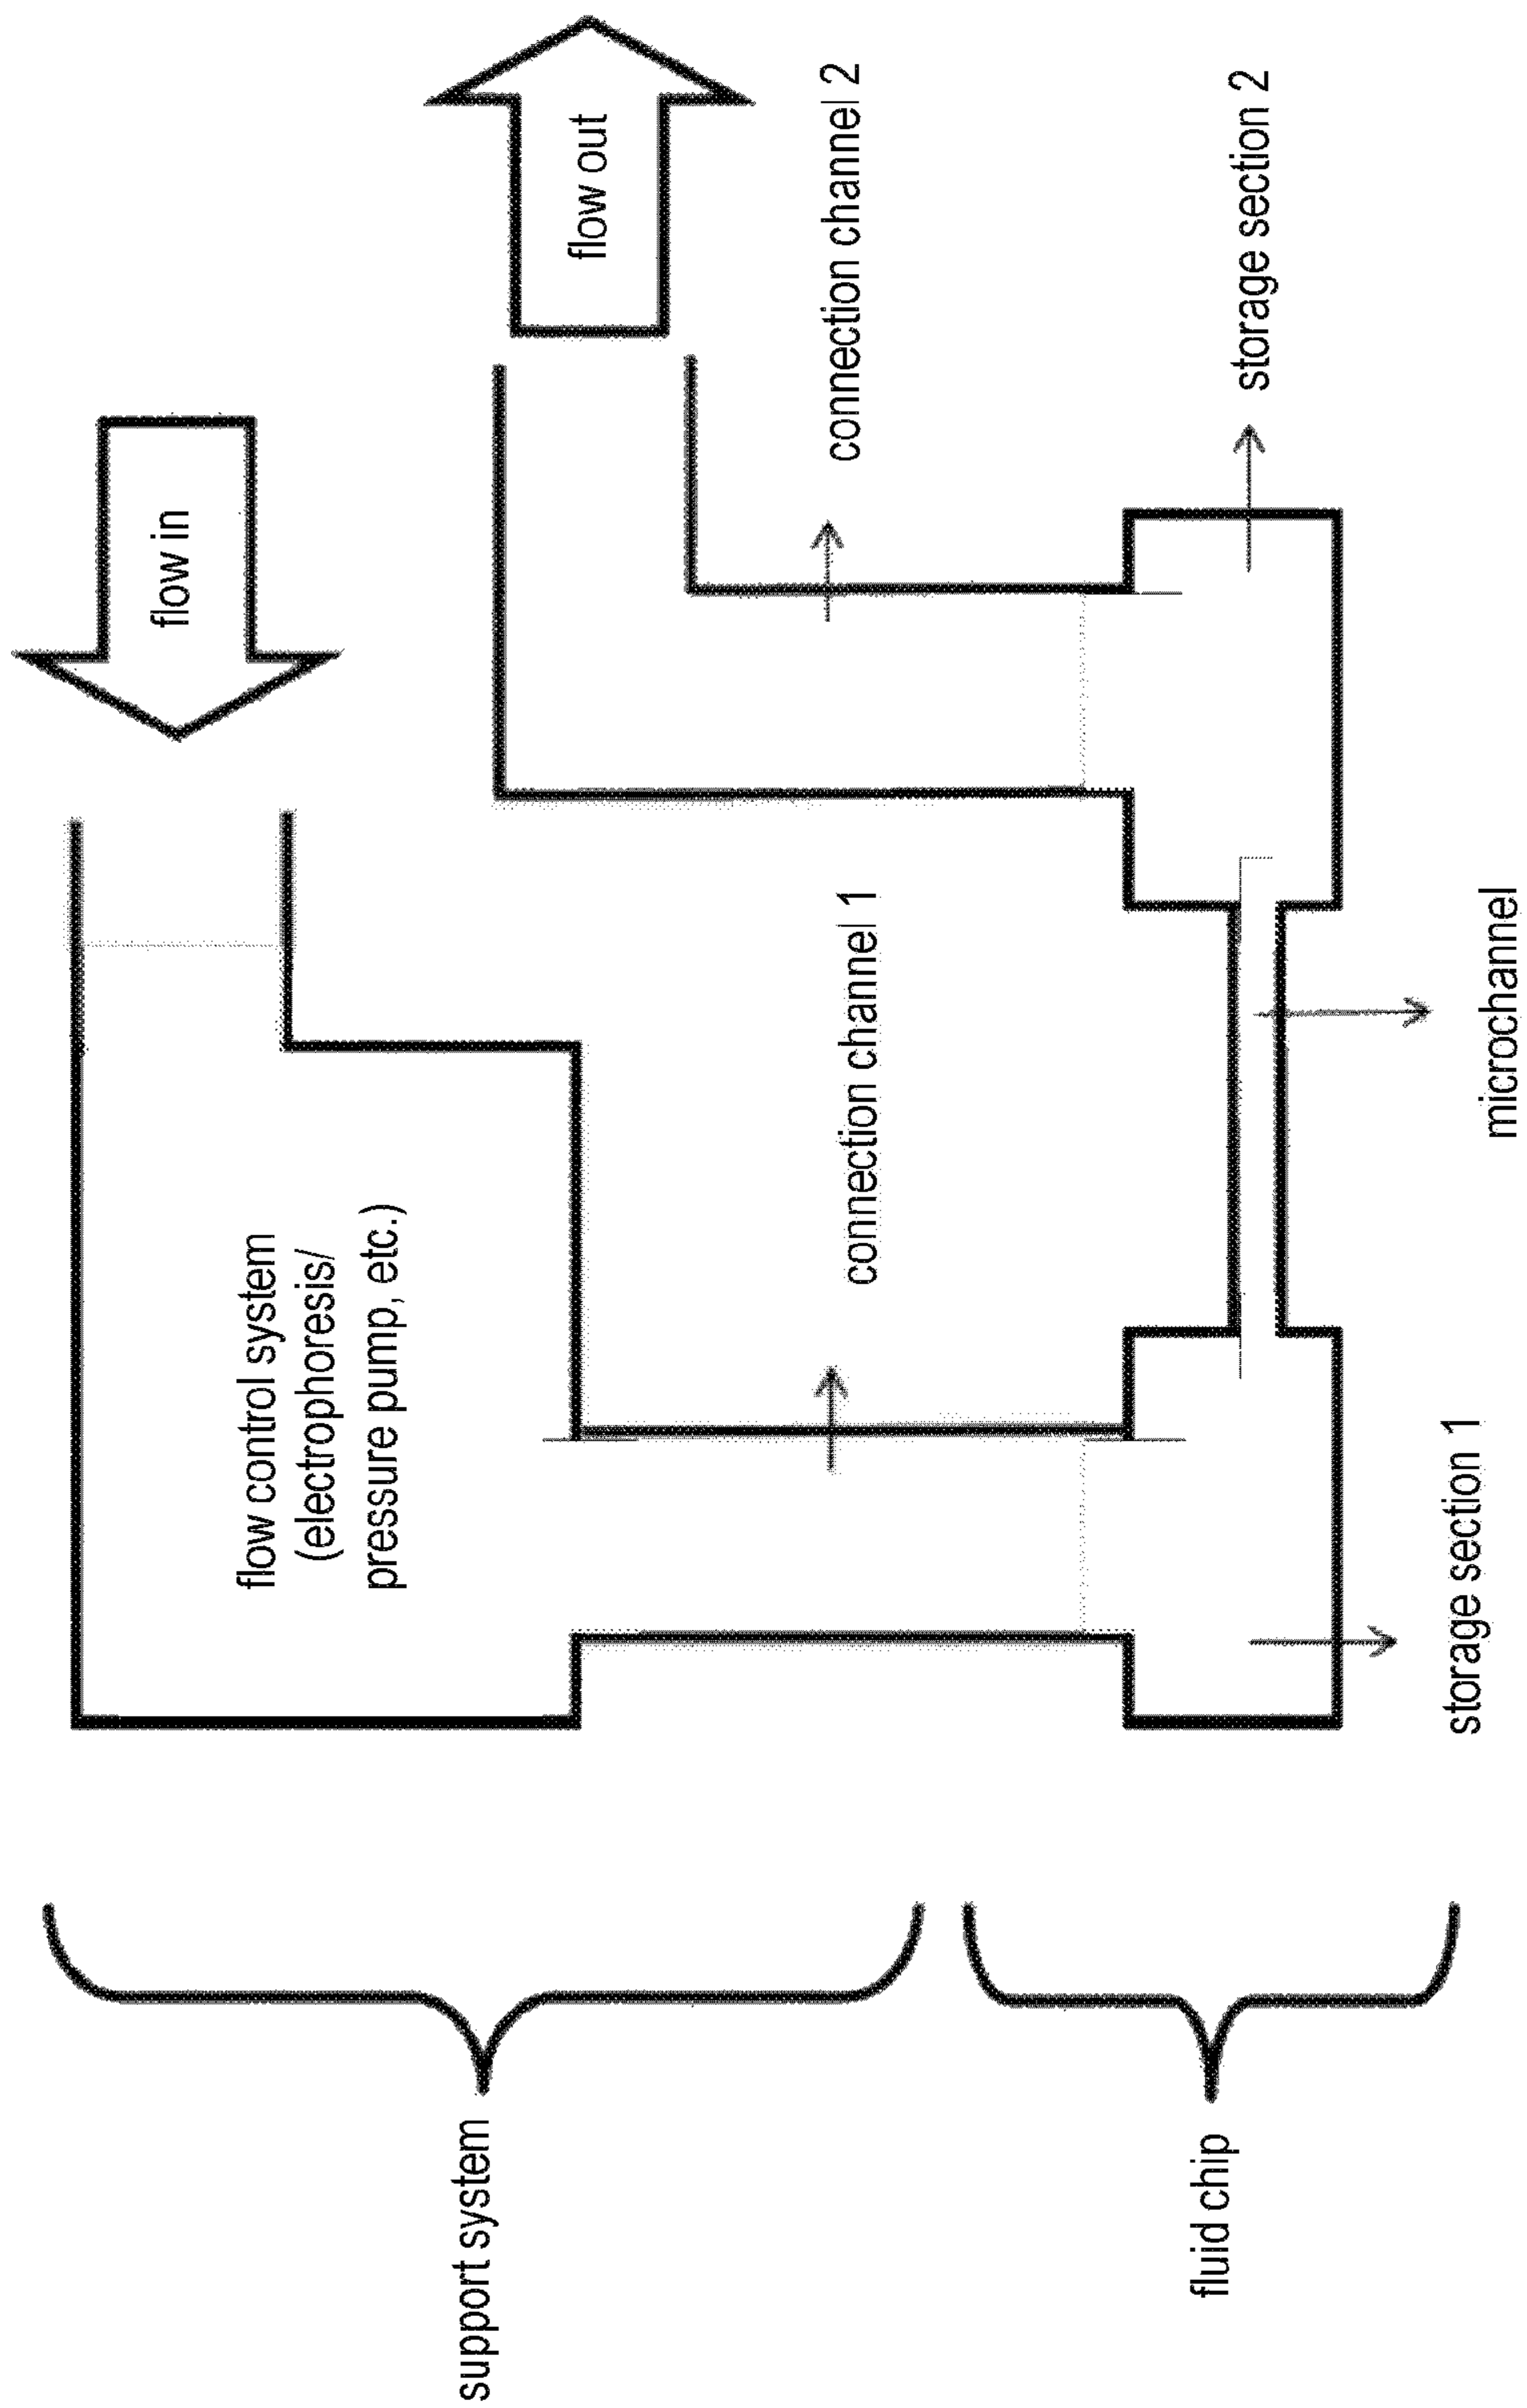 support system
flow control system
(electrophoresis/
pressure pump, etc.)
flow in
flow out
connection channel 1
connection channel 2
fluid chip
storage section 1
microchannel
storage section 2